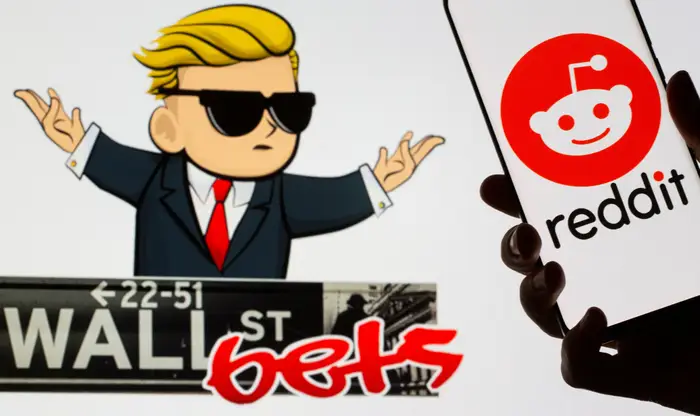 ←22-51
WALL ST
bets
reddit